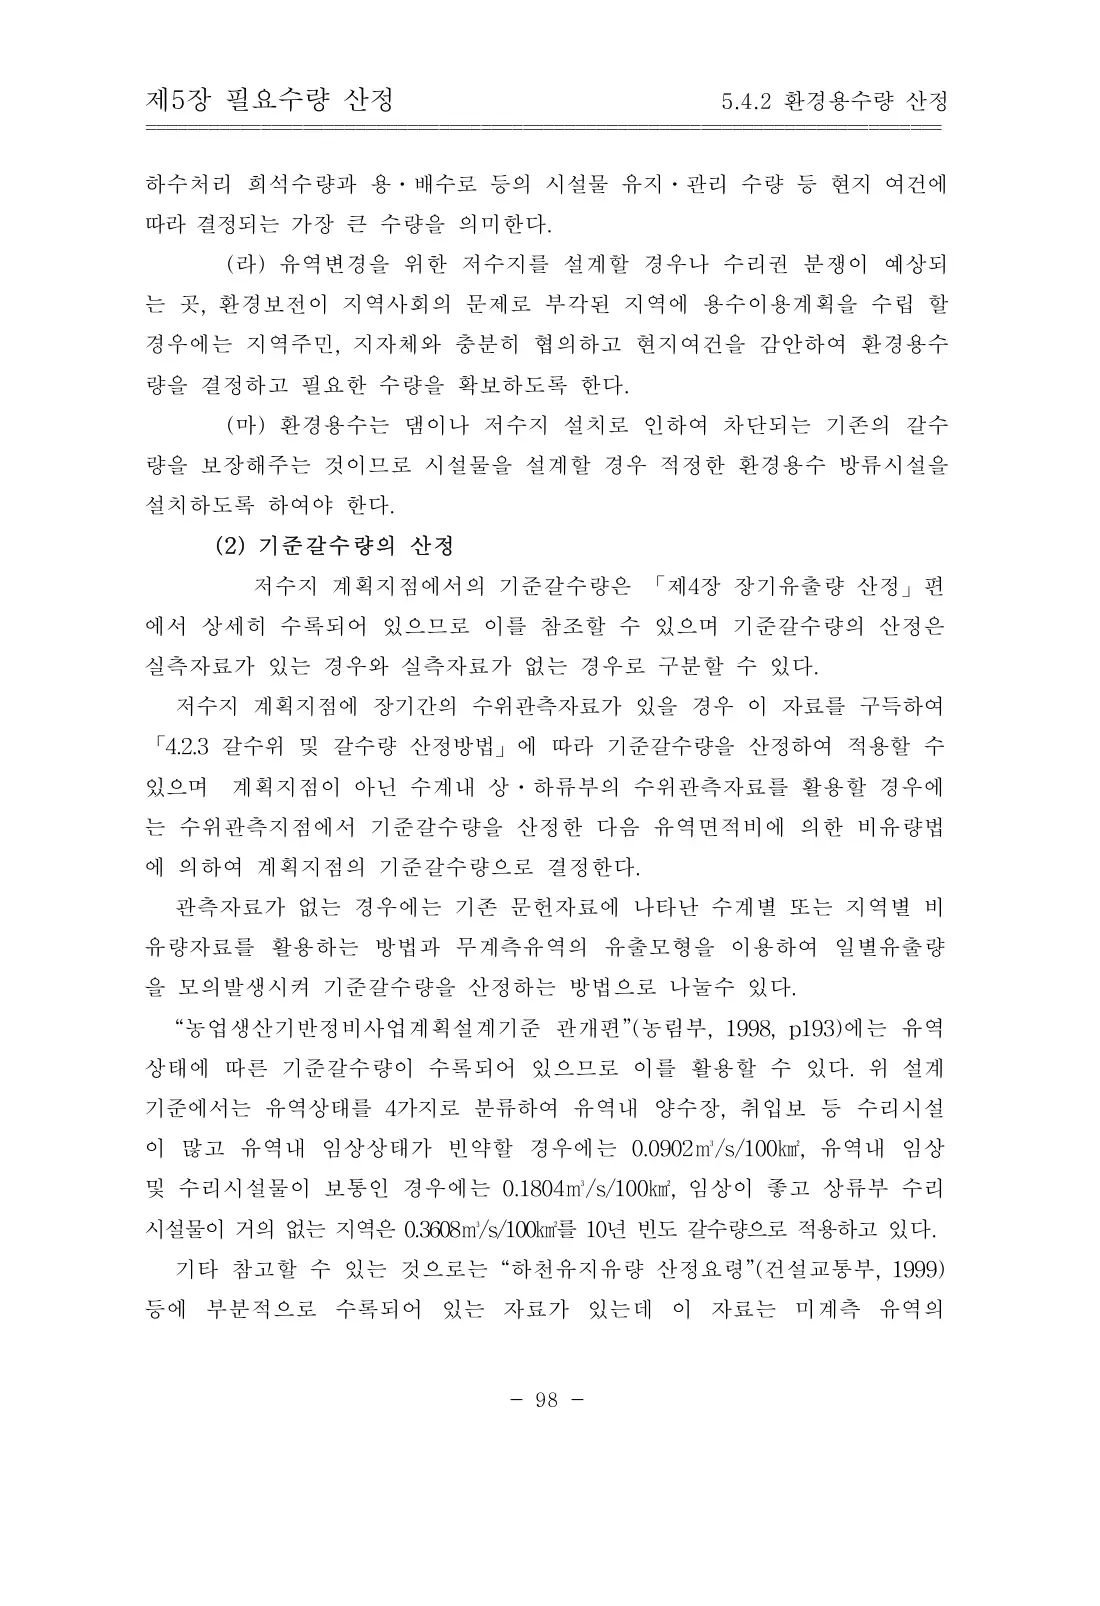 제5장 필요수량 산정 5.4.2 환경용수량 산정
하수처리 희석수량과 용·배수로 등의 시설물 유지·관리 수량 등 현지 여건에
따라 결정되는 가장 큰 수량을 의미한다.
(라) 유역변경을 위한 저수지를 설계할 경우나 수리권 분쟁이 예상되
는 곳, 환경보전이 지역사회의 문제로 부각된 지역에 용수이용계획을 수립 할
경우에는 지역주민, 지자체와 충분히 협의하고 현지여건을 감안하여 환경용수
량을 결정하고 필요한 수량을 확보하도록 한다.
(마) 환경용수는 댐이나 저수지 설치로 인하여 차단되는 기존의 갈수
량을 보장해주는 것이므로 시설물을 설계할 경우 적정한 환경용수 방류시설을
설치하도록 하여야 한다.
(2) 기준갈수량의 산정
저수지 계획지점에서의 기준갈수량은 「제4장 장기유출량 산정」편
에서 상세히 수록되어 있으므로 이를 참조할 수 있으며 기준갈수량의 산정은
실측자료가 있는 경우와 실측자료가 없는 경우로 구분할 수 있다.
저수지 계획지점에 장기간의 수위관측자료가 있을 경우 이 자료를 구득하여
「4.2.3 갈수위 및 갈수량 산정방법」에 따라 기준갈수량을 산정하여 적용할 수
있으며 계획지점이 아닌 수계내 상·하류부의 수위관측자료를 활용할 경우에
는 수위관측지점에서 기준갈수량을 산정한 다음 유역면적비에 의한 비유량법
에 의하여 계획지점의 기준갈수량으로 결정한다.
관측자료가 없는 경우에는 기존 문헌자료에 나타난 수계별 또는 지역별 비
유량자료를 활용하는 방법과 무계측유역의 유출모형을 이용하여 일별유출량
을 모의발생시켜 기준갈수량을 산정하는 방법으로 나눌수 있다.
“농업생산기반정비사업계획설계기준 관개편”(농림부, 1998, p193)에는 유역
상태에 따른 기준갈수량이 수록되어 있으므로 이를 활용할 수 있다. 위 설계
기준에서는 유역상태를 4가지로 분류하여 유역내 양수장, 취입보 등 수리시설
이 많고 유역내 임상상태가 빈약할 경우에는 0.0902㎥/s/100㎢, 유역내 임상
및 수리시설물이 보통인 경우에는 0.1804㎥/s/100㎢, 임상이 좋고 상류부 수리
시설물이 거의 없는 지역은 0.3608㎥/s/100㎢를 10년 빈도 갈수량으로 적용하고 있다.
기타 참고할 수 있는 것으로는 “하천유지유량 산정요령”(건설교통부, 1999)
등에 부분적으로 수록되어 있는 자료가 있는데 이 자료는 미계측 유역의
- 98 -